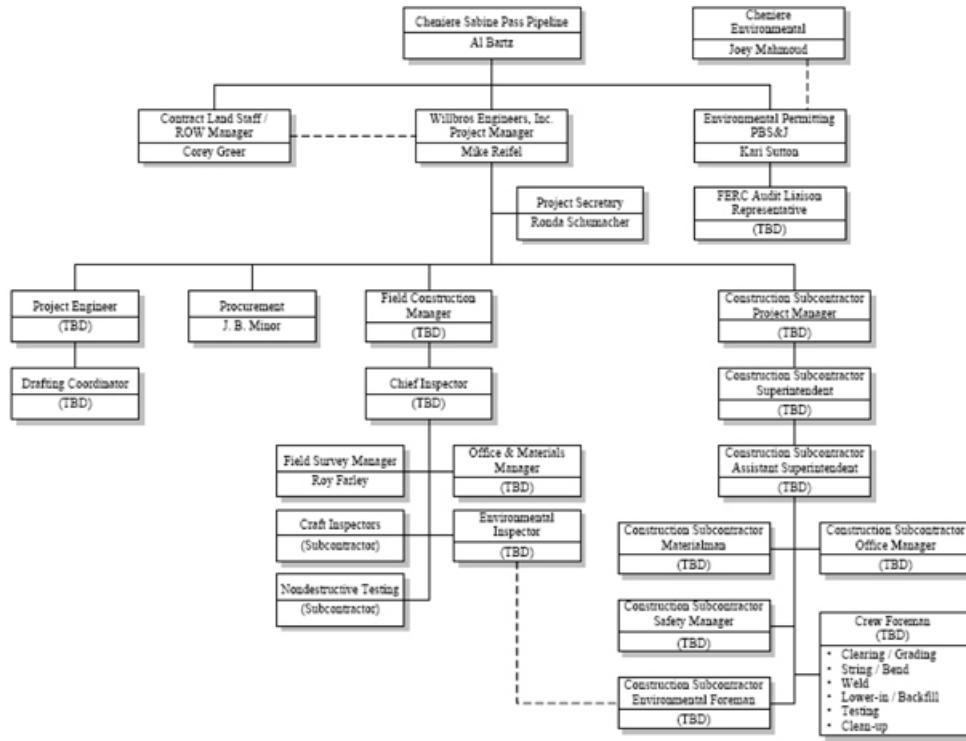 Cheniere Sabine Pass Pipeline
Al Bartz
Cheniere
Environmental
Joey Mahmoud
Contract Land Staff /
ROW Manager
Corey Greer
Willbros Engineers, Inc.
Project Manager
Mike Reifel
Environmental Permitting
PBS&J
Kari Sutton
Project Secretary
Ronda Schumacher
FERC Audit Liaison
Representative
(TBD)
Project Engineer
(TBD)
Procurement
J. B. Minor
Field Construction
Manager
(TBD)
Construction Subcontractor
Project Manager
(TBD)
Drafting Coordinator
(TBD)
Chief Inspector
(TBD)
Construction Subcontractor
Superintendent
(TBD)
Field Survey Manager
Roy Farley
Office & Materials
Manager
(TBD)
Construction Subcontractor
Assistant Superintendent
(TBD)
Craft Inspectors
(Subcontractor)
Environmental
Inspector
(TBD)
Construction Subcontractor
Materialman
(TBD)
Construction Subcontractor
Office Manager
(TBD)
Nondestructive Testing
(Subcontractor)
Construction Subcontractor
Safety Manager
(TBD)
Crew Foreman
(TBD)
• Clearing / Grading
• String / Bend
• Weld
• Lower-in / Backfill
• Testing
• Clean-up
Construction Subcontractor
Environmental Foreman
(TBD)